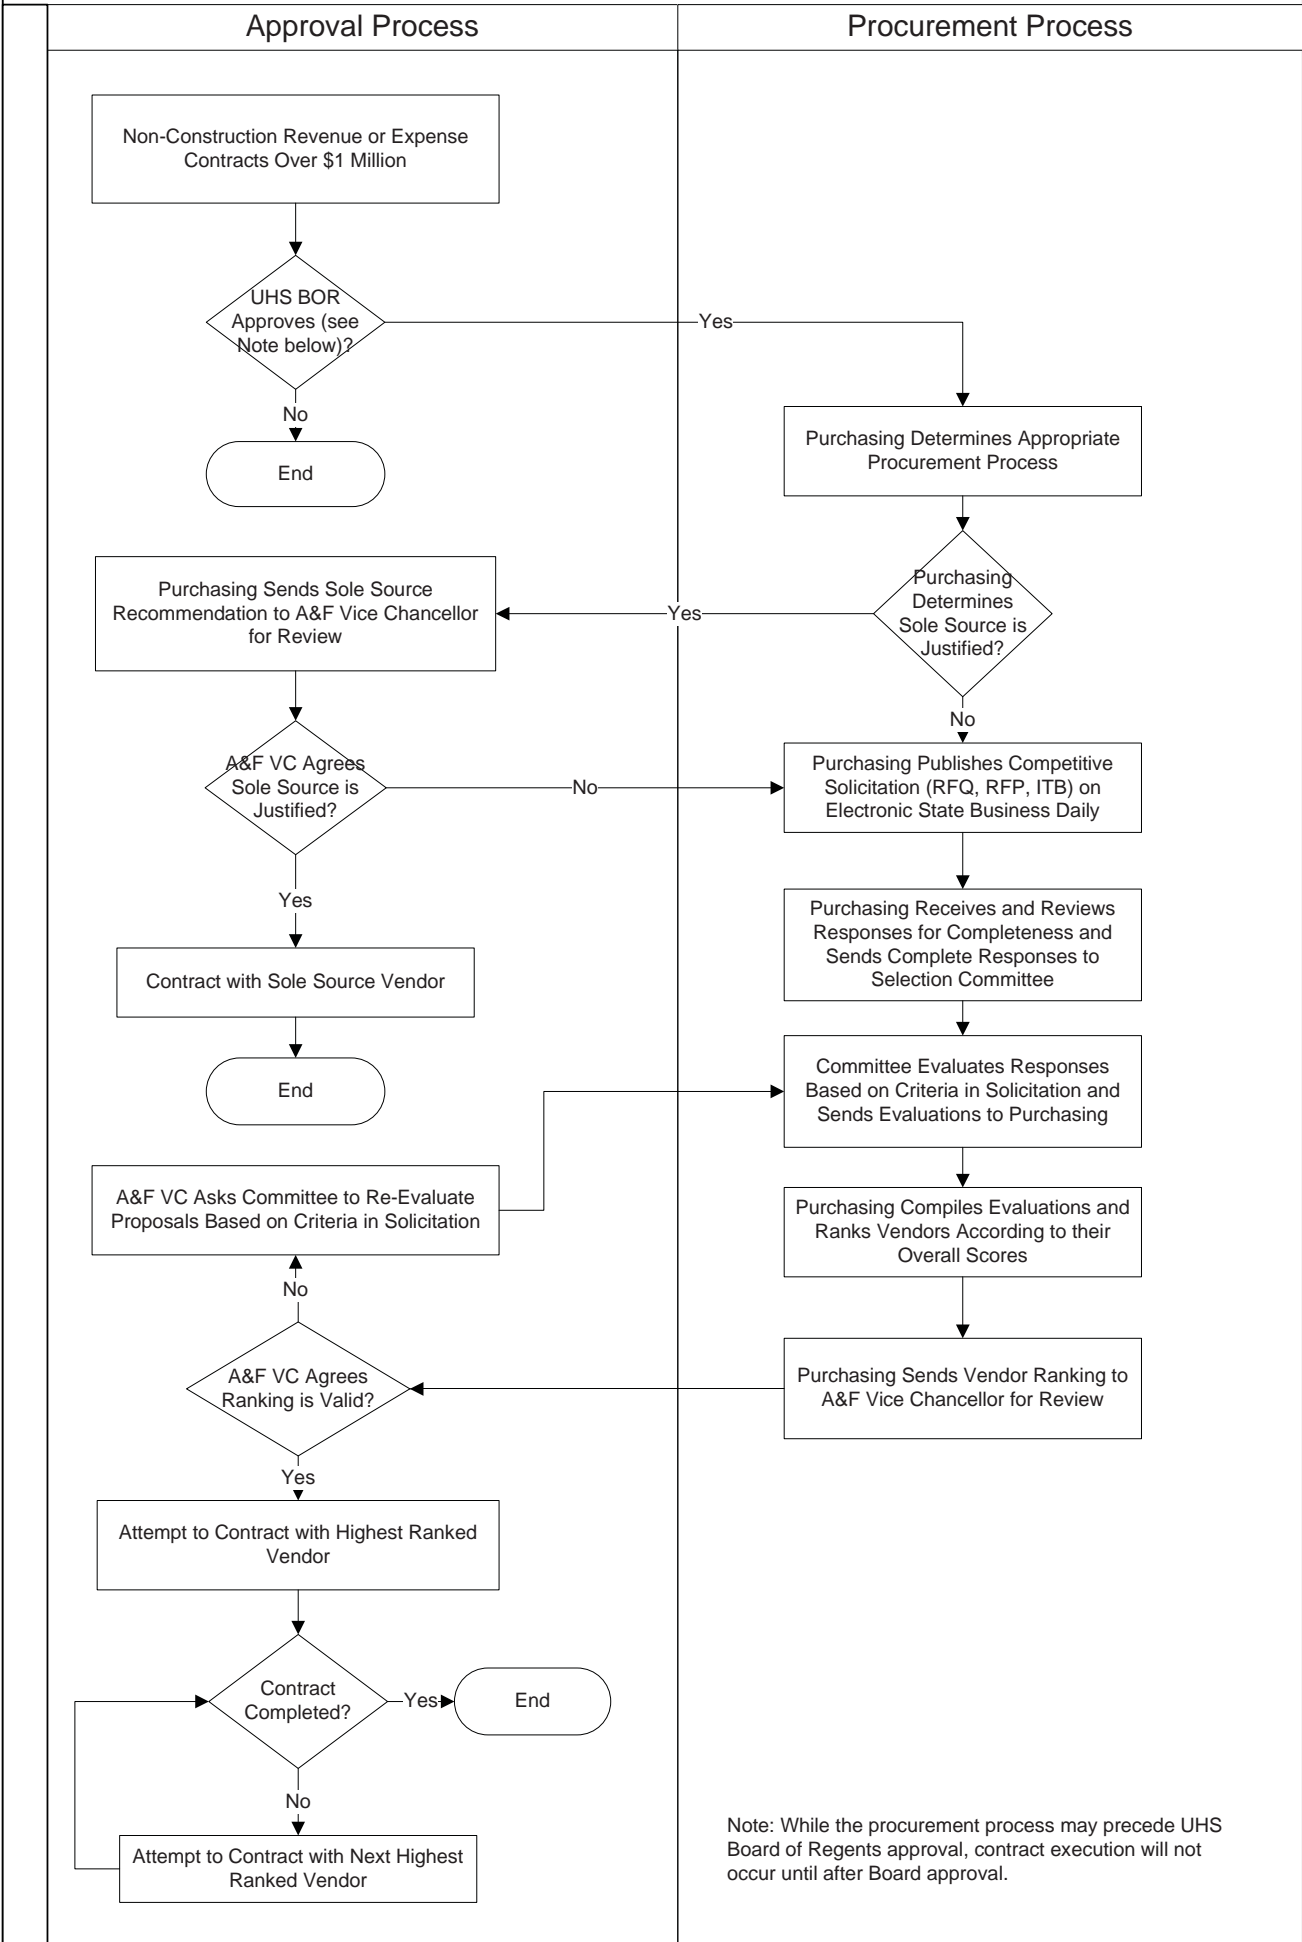 Approval Process
Procurement Process
Non-Construction Revenue or Expense
Contracts Over $1 Million
UHS BOR
Approves (see
Note below)?
Yes
No
End
Purchasing Determines Appropriate
Procurement Process
Purchasing
Determines
Sole Source is
Justified?
Yes
Purchasing Sends Sole Source
Recommendation to A&F Vice Chancellor
for Review
No
A&F VC Agrees
Sole Source is
Justified?
No
Purchasing Publishes Competitive
Solicitation (RFQ, RFP, ITB) on
Electronic State Business Daily
Yes
Contract with Sole Source Vendor
End
Purchasing Receives and Reviews
Responses for Completeness and
Sends Complete Responses to
Selection Committee
Committee Evaluates Responses
Based on Criteria in Solicitation and
Sends Evaluations to Purchasing
A&F VC Asks Committee to Re-Evaluate
Proposals Based on Criteria in Solicitation
Purchasing Compiles Evaluations and
Ranks Vendors According to their
Overall Scores
No
A&F VC Agrees
Ranking is Valid?
Purchasing Sends Vendor Ranking to
A&F Vice Chancellor for Review
Yes
Attempt to Contract with Highest Ranked
Vendor
Contract
Completed?
Yes
End
No
Attempt to Contract with Next Highest
Ranked Vendor
Note: While the procurement process may precede UHS
Board of Regents approval, contract execution will not
occur until after Board approval.